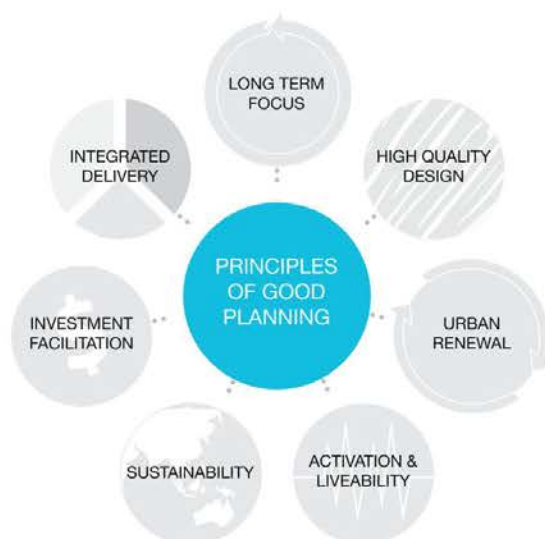 LONG TERM
FOCUS
INTEGRATED
DELIVERY
HIGH QUALITY
DESIGN
PRINCIPLES
OF GOOD
PLANNING
INVESTMENT
FACILITATION
URBAN
RENEWAL
SUSTAINABILITY
ACTIVATION &
LIVEABILITY